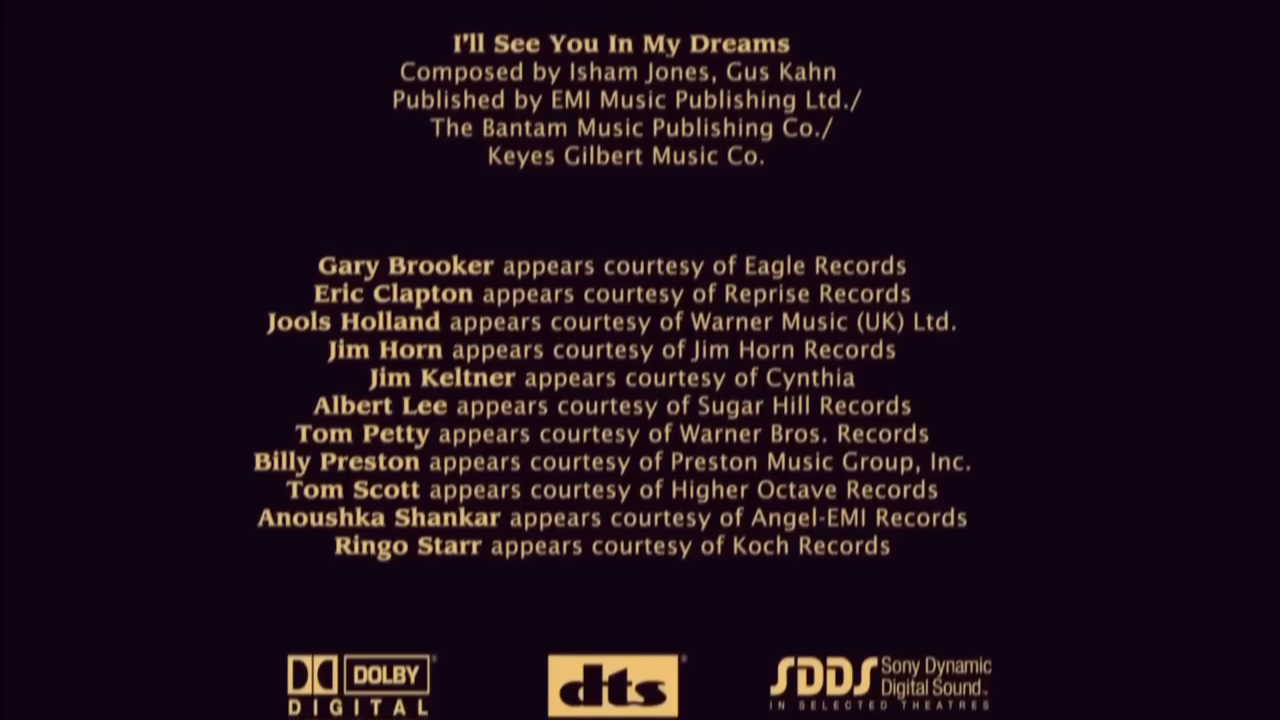 I'll See You In My Dreams
Composed by Isham Jones, Gus Kahn
Published by EMI Music Publishing Ltd./
The Bantam Music Publishing Co./
Keyes Gilbert Music Co.
Gary Brooker appears courtesy of Eagle Records
Eric Clapton appears courtesy of Reprise Records
Jools Holland appears courtesy of Warner Music (UK) Ltd.
Jim Horn appears courtesy of Jim Horn Records
Jim Keltner appears courtesy of Cynthia
Albert Lee appears courtesy of Sugar Hill Records
Tom Petty appears courtesy of Warner Bros. Records
Billy Preston appears courtesy of Preston Music Group, Inc.
Tom Scott appears courtesy of Higher Octave Records
Anoushka Shankar appears courtesy of Angel-EMI Records
Ringo Starr appears courtesy of Koch Records
DOLBY
DIGITAL
dts
SDDS Sony Dynamic
Digital Sound.
IN SELECTED THEATRES